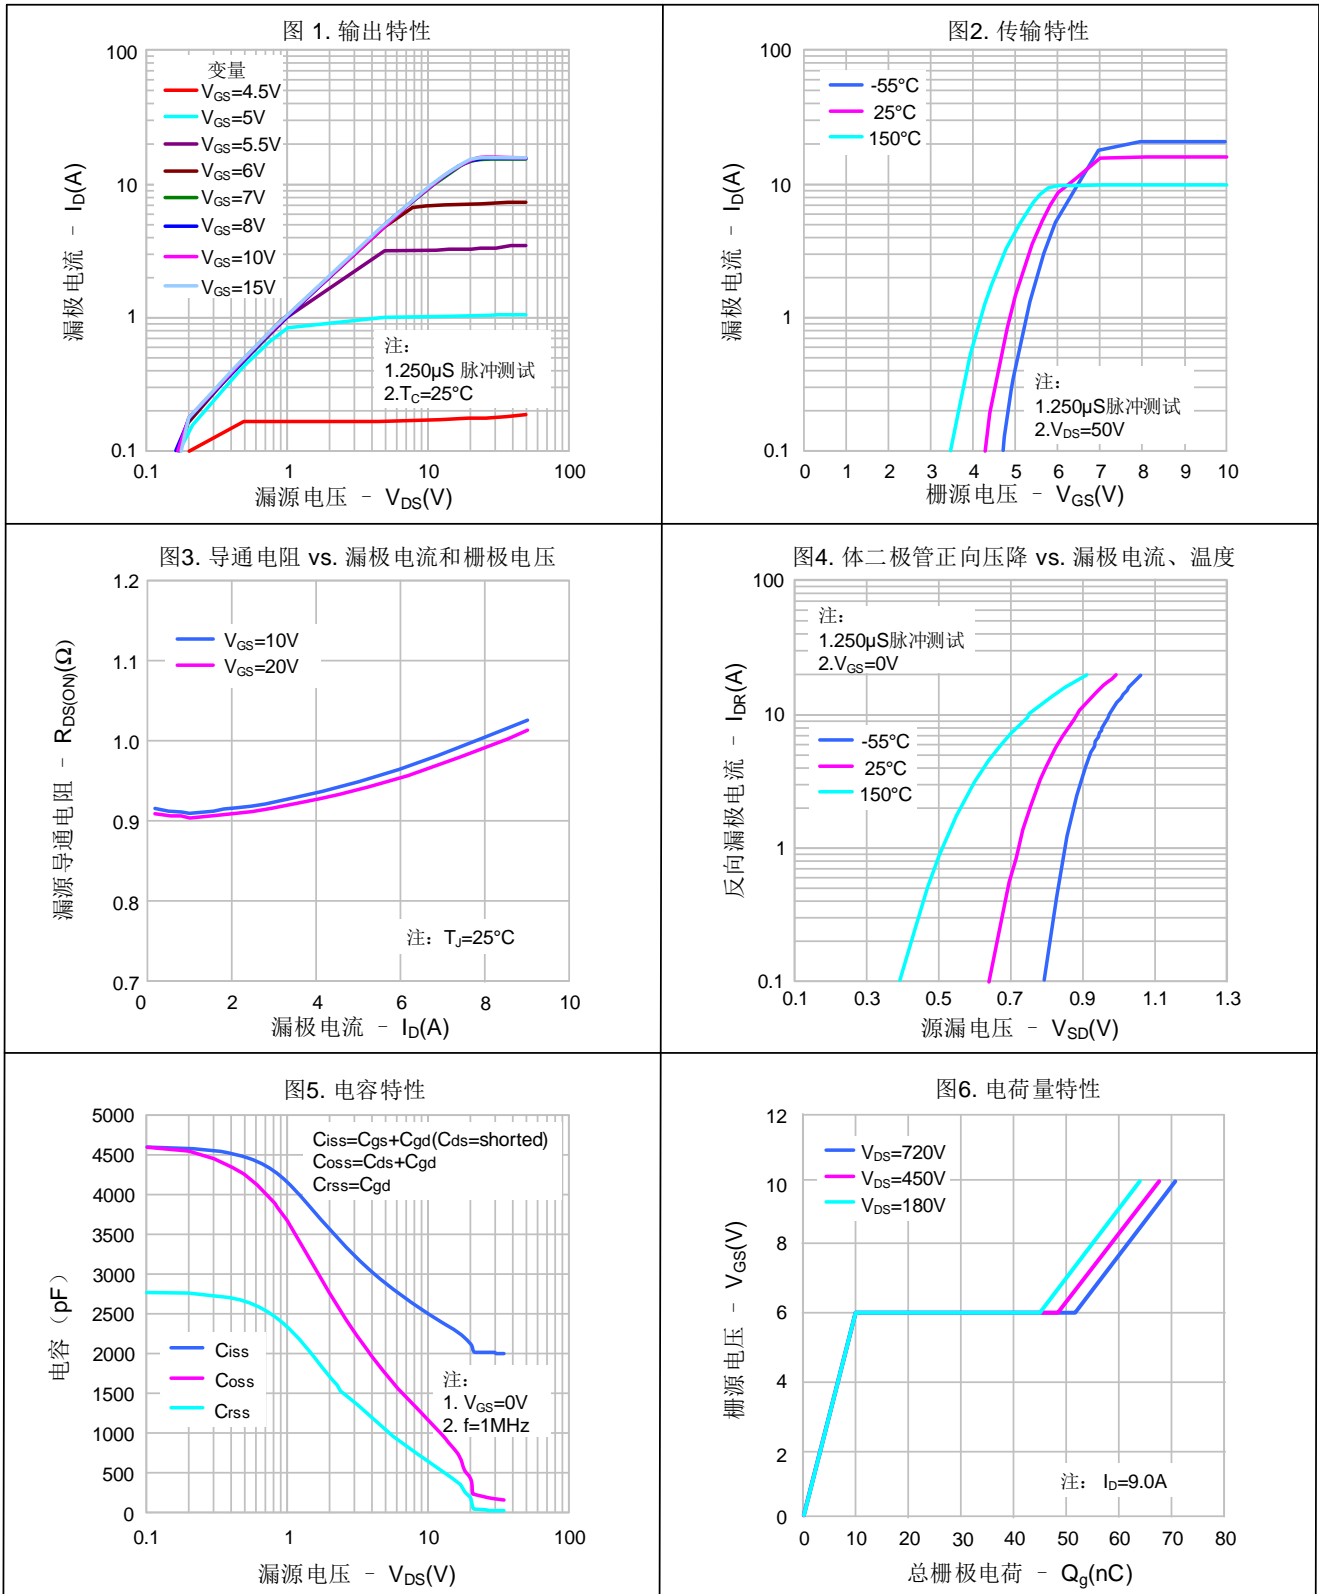 图 1. 输出特性
100
10
1
0.1
漏极电流 - ID(A)
变量
VGS=4.5V
VGS=5V
VGS=5.5V
VGS=6V
VGS=7V
VGS=8V
VGS=10V
VGS=15V
注：
1.250µS 脉冲测试
2.TC=25°C
0.1 1 10 100
漏源电压 - VDS(V)
图2. 传输特性
100
10
1
0.1
漏极电流 - ID(A)
-55°C
25°C
150°C
注：
1.250µS脉冲测试
2.VDS=50V
0 1 2 3 4 5 6 7 8 9 10
栅源电压 - VGS(V)
图3. 导通电阻 vs. 漏极电流和栅极电压
1.2
1.1
1.0
0.9
0.8
0.7
漏源导通电阻 - RDS(ON)(Ω)
VGS=10V
VGS=20V
注：TJ=25°C
0 2 4 6 8 10
漏极电流 - ID(A)
图4. 体二极管正向压降 vs. 漏极电流、温度
100
10
1
0.1
反向漏极电流 - IDR(A)
注：
1.250µS脉冲测试
2.VGS=0V
-55°C
25°C
150°C
0.1 0.3 0.5 0.7 0.9 1.1 1.3
源漏电压 - VSD(V)
图5. 电容特性
5000
4500
4000
3500
3000
2500
2000
1500
1000
500
0
电容（pF）
Ciss=Cgs+Cgd(Cds=shorted)
Coss=Cds+Cgd
Crss=Cgd
Ciss
Coss
Crss
注：
1. VGS=0V
2. f=1MHz
0.1 1 10 100
漏源电压 - VDS(V)
图6. 电荷量特性
12
10
8
6
4
2
0
栅源电压 - VGS(V)
VDS=720V
VDS=450V
VDS=180V
注： ID=9.0A
0 10 20 30 40 50 60 70 80
总栅极电荷 - Qg(nC)